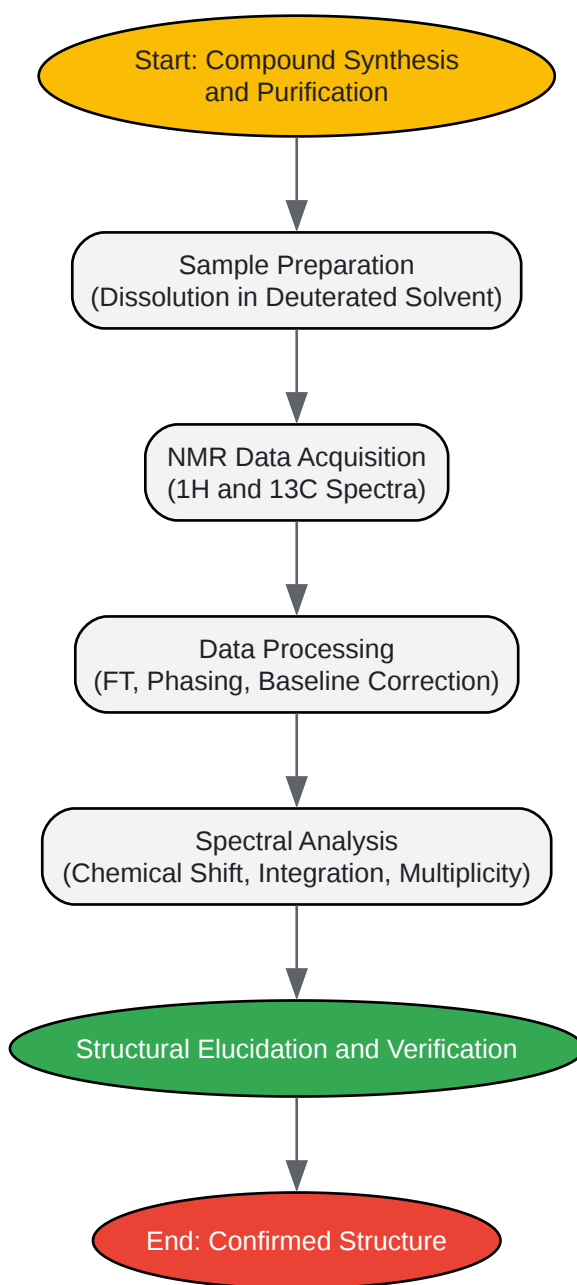 Start: Compound Synthesis
and Purification
Sample Preparation
(Dissolution in Deuterated Solvent)
NMR Data Acquisition
(1H and 13C Spectra)
Data Processing
(FT, Phasing, Baseline Correction)
Spectral Analysis
(Chemical Shift, Integration, Multiplicity)
Structural Elucidation and Verification
End: Confirmed Structure